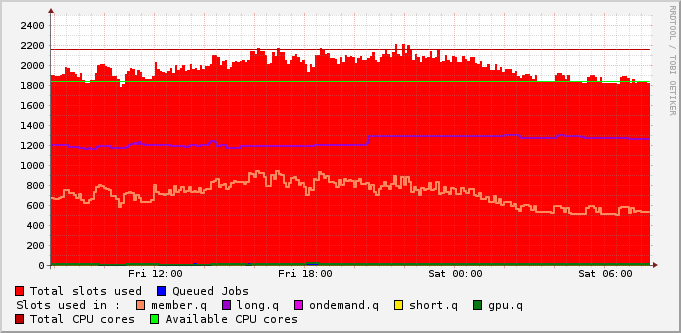 2400
2200
2000
1800
1600
1400
1200
1000
800
600
400
200
0
Fri 12:00 Fri 18:00 Sat 00:00 Sat 06:00
Total slots used Queued Jobs
Slots used in : member.q long.q ondemand.q short.q gpu.q
Total CPU cores Available CPU cores
RRDTOOL / TOBI OETIKER